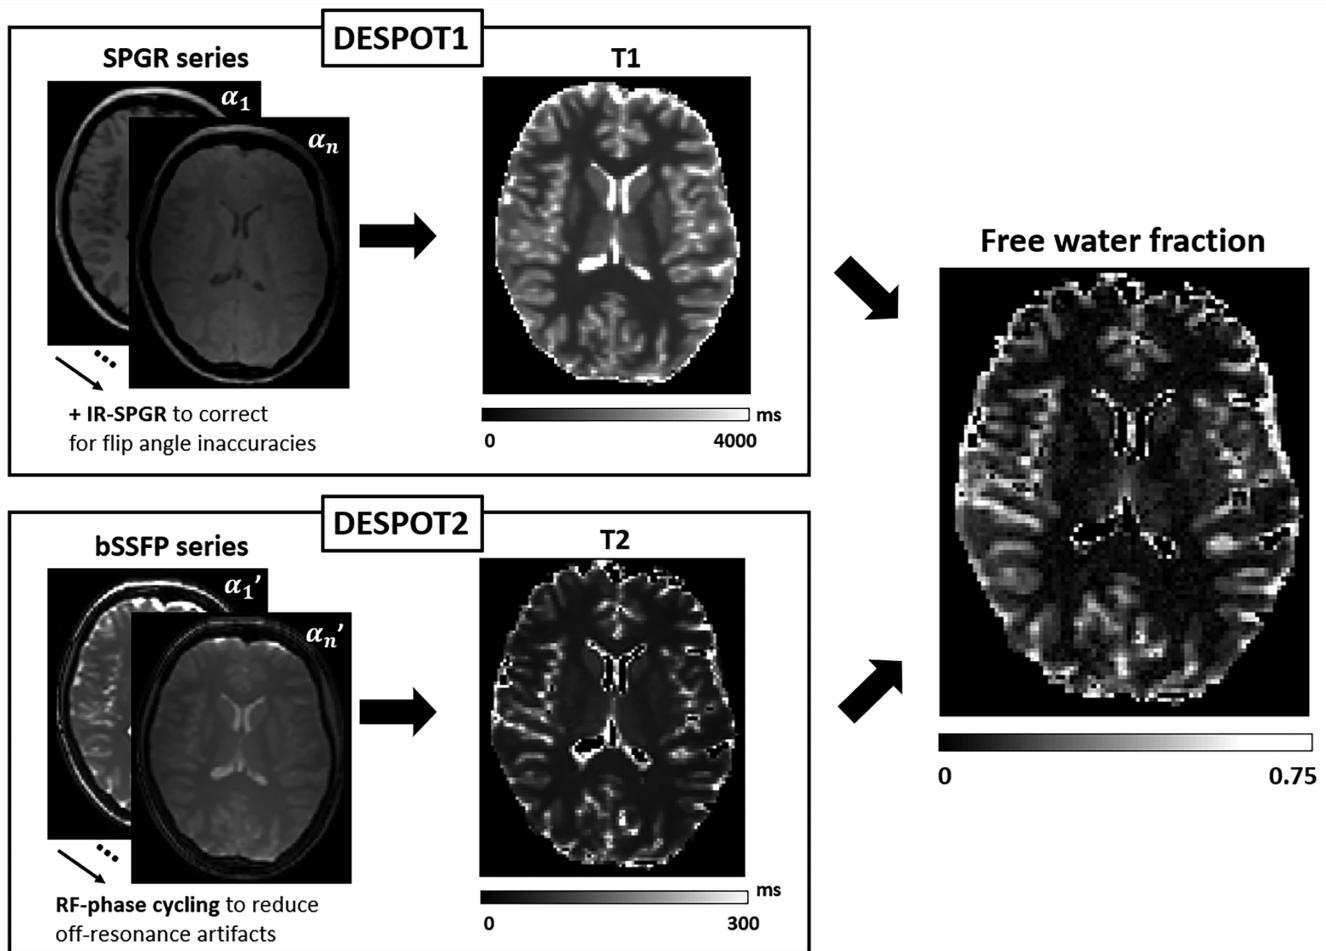 DESPOT1
SPGR series
α₁
αₙ
+ IR-SPGR to correct
for flip angle inaccuracies
T1
ms
0 4000
DESPOT2
bSSFP series
α₁’
αₙ’
RF-phase cycling to reduce
off-resonance artifacts
T2
ms
0 300
Free water fraction
0 0.75